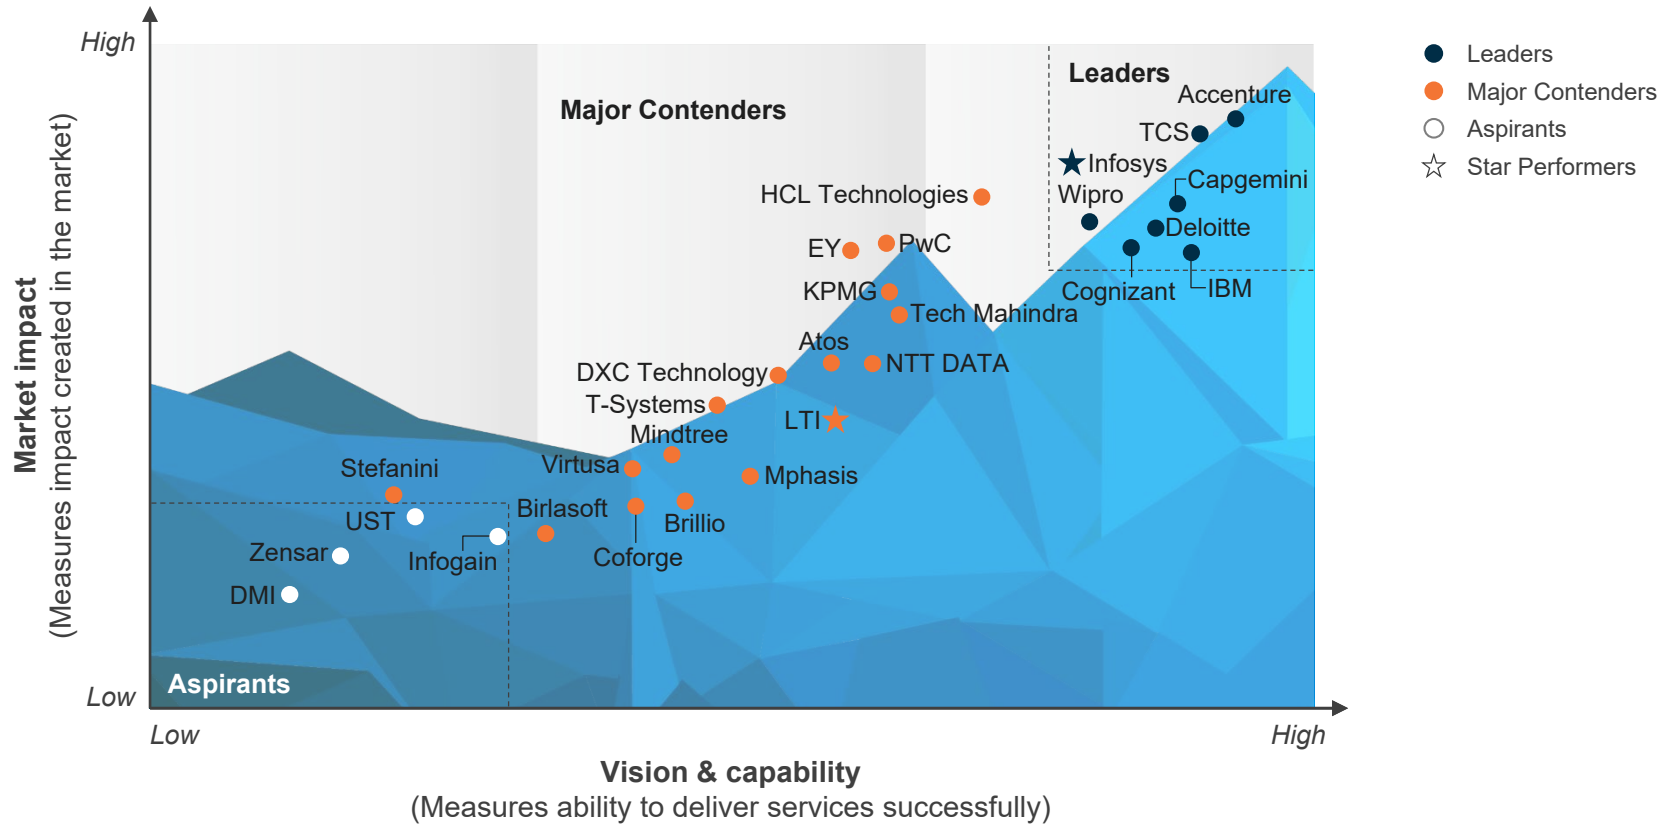 High
Market impact
(Measures impact created in the market)
Low
Low
High
Vision & capability
(Measures ability to deliver services successfully)
Major Contenders
Leaders
Aspirants
Accenture
TCS
Infosys
Wipro
Capgemini
Deloitte
Cognizant
IBM
HCL Technologies
EY
PwC
KPMG
Tech Mahindra
Atos
NTT DATA
DXC Technology
T-Systems
LTI
Mindtree
Virtusa
Mphasis
Stefanini
Birlasoft
Brillio
Coforge
UST
Infogain
Zensar
DMI
Leaders
Major Contenders
Aspirants
Star Performers